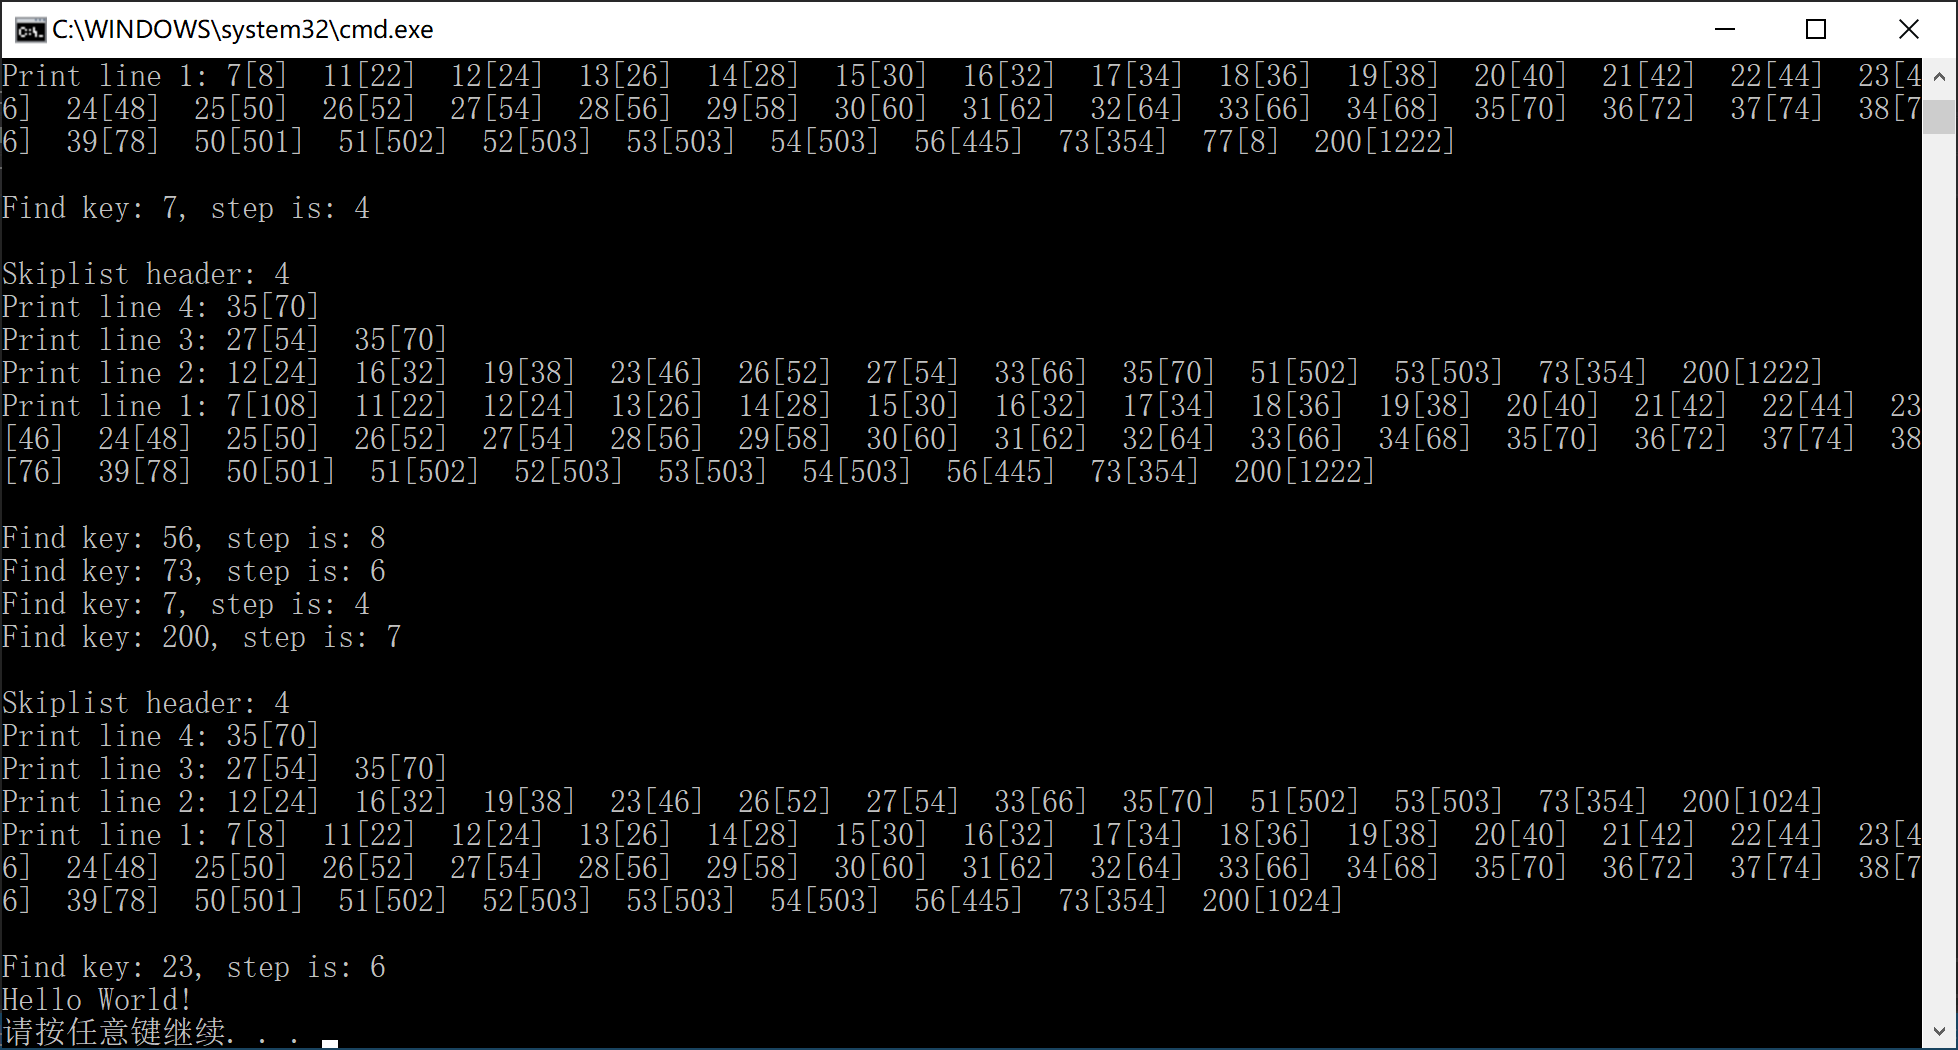 C:\WINDOWS\system32\cmd.exe
Print line 1: 7[8]  11[22]  12[24]  13[26]  14[28]  15[30]  16[32]  17[34]  18[36]  19[38]  20[40]  21[42]  22[44]  23[4
6]  24[48]  25[50]  26[52]  27[54]  28[56]  29[58]  30[60]  31[62]  32[64]  33[66]  34[68]  35[70]  36[72]  37[74]  38[7
6]  39[78]  50[501]  51[502]  52[503]  53[503]  54[503]  56[445]  73[354]  77[8]  200[1222]
Find key: 7, step is: 4
Skiplist header: 4
Print line 4: 35[70]
Print line 3: 27[54]  35[70]
Print line 2: 12[24]  16[32]  19[38]  23[46]  26[52]  27[54]  33[66]  35[70]  51[502]  53[503]  73[354]  200[1222]
Print line 1: 7[108]  11[22]  12[24]  13[26]  14[28]  15[30]  16[32]  17[34]  18[36]  19[38]  20[40]  21[42]  22[44]  23
[46]  24[48]  25[50]  26[52]  27[54]  28[56]  29[58]  30[60]  31[62]  32[64]  33[66]  34[68]  35[70]  36[72]  37[74]  38
[76]  39[78]  50[501]  51[502]  52[503]  53[503]  54[503]  56[445]  73[354]  200[1222]
Find key: 56, step is: 8
Find key: 73, step is: 6
Find key: 7, step is: 4
Find key: 200, step is: 7
Skiplist header: 4
Print line 4: 35[70]
Print line 3: 27[54]  35[70]
Print line 2: 12[24]  16[32]  19[38]  23[46]  26[52]  27[54]  33[66]  35[70]  51[502]  53[503]  73[354]  200[1024]
Print line 1: 7[8]  11[22]  12[24]  13[26]  14[28]  15[30]  16[32]  17[34]  18[36]  19[38]  20[40]  21[42]  22[44]  23[4
6]  24[48]  25[50]  26[52]  27[54]  28[56]  29[58]  30[60]  31[62]  32[64]  33[66]  34[68]  35[70]  36[72]  37[74]  38[7
6]  39[78]  50[501]  51[502]  52[503]  53[503]  54[503]  56[445]  73[354]  200[1024]
Find key: 23, step is: 6
Hello World!
请按任意键继续. . .